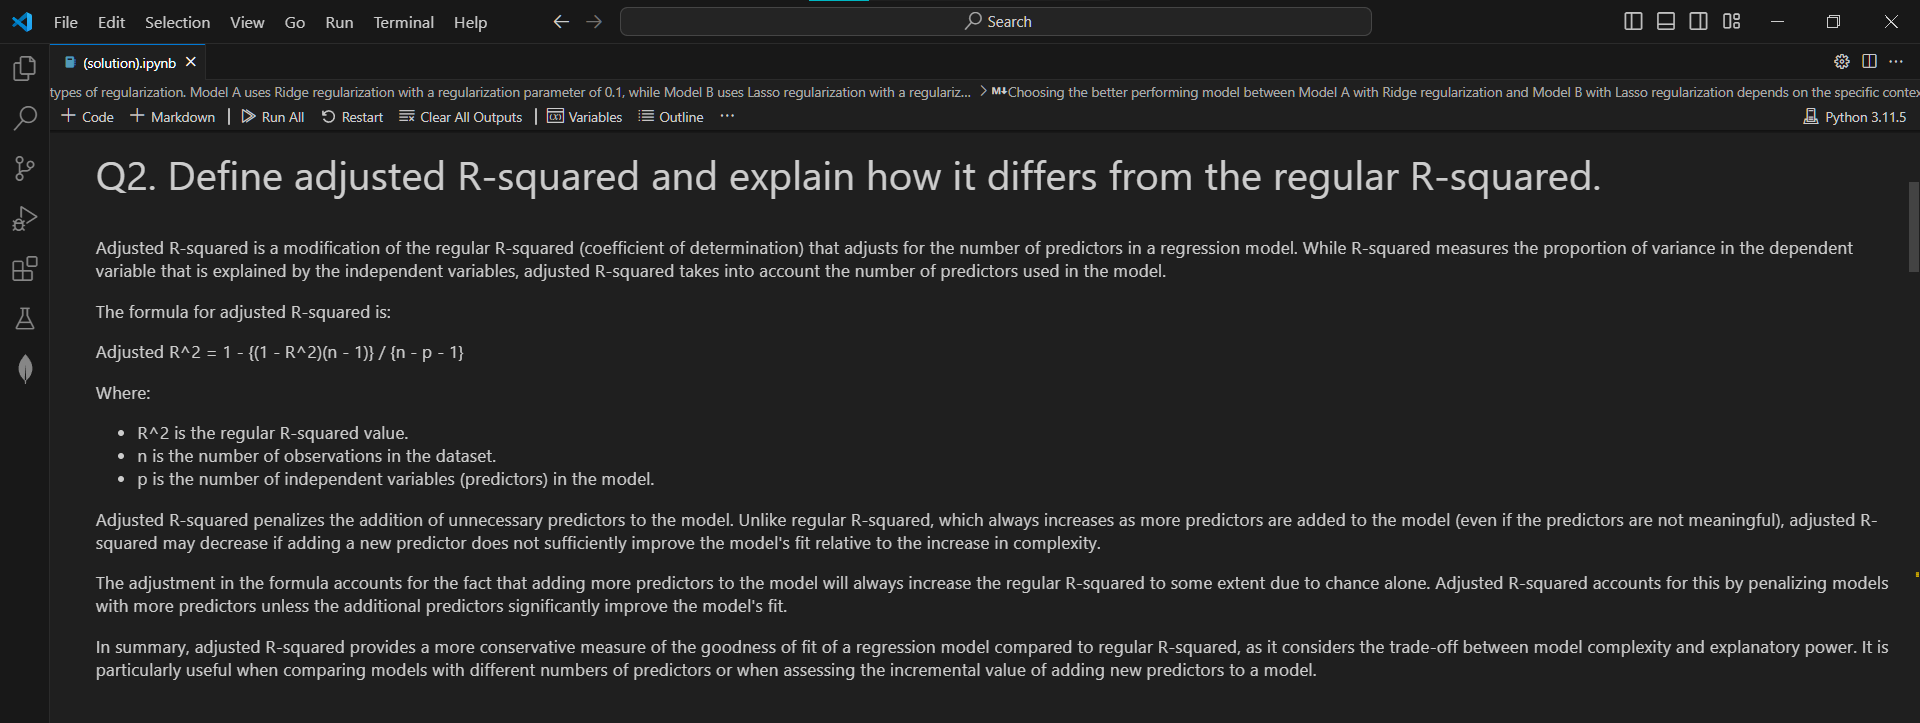 File Edit Selection View Go Run Terminal Help
Search
(solution).ipynb
types of regularization. Model A uses Ridge regularization with a regularization parameter of 0.1, while Model B uses Lasso regularization with a regulariz... > M↓ Choosing the better performing model between Model A with Ridge regularization and Model B with Lasso regularization depends on the specific contex
+ Code + Markdown | Run All Restart Clear All Outputs | Variables Outline ...
Python 3.11.5
Q2. Define adjusted R-squared and explain how it differs from the regular R-squared.
Adjusted R-squared is a modification of the regular R-squared (coefficient of determination) that adjusts for the number of predictors in a regression model. While R-squared measures the proportion of variance in the dependent
variable that is explained by the independent variables, adjusted R-squared takes into account the number of predictors used in the model.
The formula for adjusted R-squared is:
Adjusted R^2 = 1 - {(1 - R^2)(n - 1)} / {n - p - 1}
Where:
• R^2 is the regular R-squared value.
• n is the number of observations in the dataset.
• p is the number of independent variables (predictors) in the model.
Adjusted R-squared penalizes the addition of unnecessary predictors to the model. Unlike regular R-squared, which always increases as more predictors are added to the model (even if the predictors are not meaningful), adjusted R-
squared may decrease if adding a new predictor does not sufficiently improve the model's fit relative to the increase in complexity.
The adjustment in the formula accounts for the fact that adding more predictors to the model will always increase the regular R-squared to some extent due to chance alone. Adjusted R-squared accounts for this by penalizing models
with more predictors unless the additional predictors significantly improve the model's fit.
In summary, adjusted R-squared provides a more conservative measure of the goodness of fit of a regression model compared to regular R-squared, as it considers the trade-off between model complexity and explanatory power. It is
particularly useful when comparing models with different numbers of predictors or when assessing the incremental value of adding new predictors to a model.